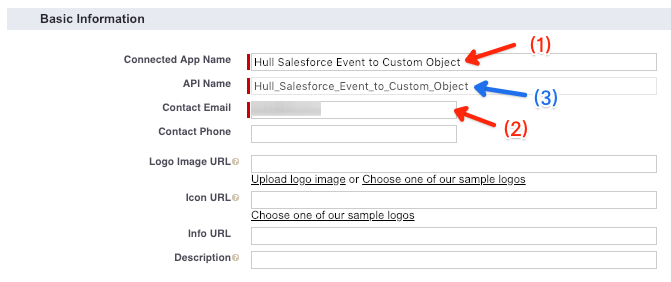 Basic Information
Connected App Name Hull Salesforce Event to Custom Object (1)
API Name Hull_Salesforce_Event_to_Custom_Object (3)
Contact Email (2)
Contact Phone
Logo Image URL ?
Upload logo image or Choose one of our sample logos
Icon URL ?
Choose one of our sample logos
Info URL
Description ?